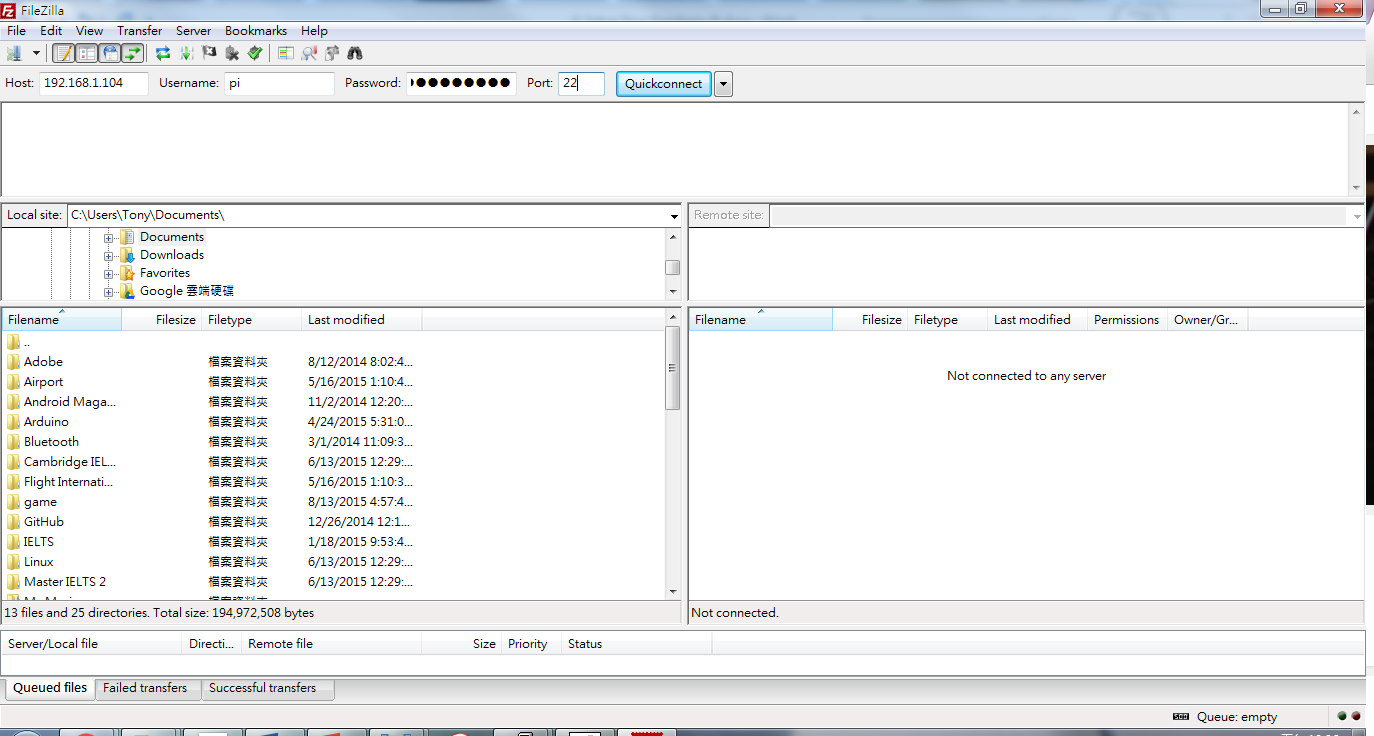 FileZilla
File Edit View Transfer Server Bookmarks Help
Host: 192.168.1.104 Username: pi Password: ●●●●●●●●● Port: 22 Quickconnect
Local site: C:\Users\Tony\Documents\ Remote site:
Documents
Downloads
Favorites
Google 雲端硬碟
Filename Filesize Filetype Last modified
..
Adobe 檔案資料夾 8/12/2014 8:02:4...
Airport 檔案資料夾 5/16/2015 1:10:4...
Android Maga... 檔案資料夾 11/2/2014 12:20:...
Arduino 檔案資料夾 4/24/2015 5:31:0...
Bluetooth 檔案資料夾 3/1/2014 11:09:3...
Cambridge IEL... 檔案資料夾 6/13/2015 12:29:...
Flight Internati... 檔案資料夾 5/16/2015 1:10:3...
game 檔案資料夾 8/13/2015 4:57:4...
GitHub 檔案資料夾 12/26/2014 12:1...
IELTS 檔案資料夾 1/18/2015 9:53:4...
Linux 檔案資料夾 6/13/2015 12:29:...
Master IELTS 2 檔案資料夾 6/13/2015 12:29:...
13 files and 25 directories. Total size: 194,972,508 bytes
Filename Filesize Filetype Last modified Permissions Owner/Gr...
Not connected to any server
Not connected.
Server/Local file Directi... Remote file Size Priority Status
Queued files Failed transfers Successful transfers
Queue: empty